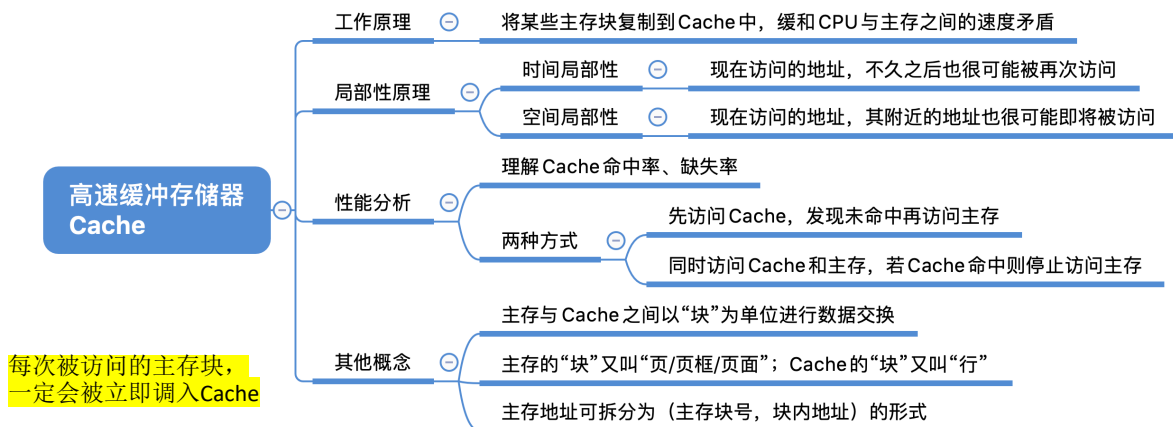 高速缓冲存储器
Cache
工作原理
将某些主存块复制到Cache中，缓和CPU与主存之间的速度矛盾
局部性原理
时间局部性
现在访问的地址，不久之后也很可能被再次访问
空间局部性
现在访问的地址，其附近的地址也很可能即将被访问
性能分析
理解Cache命中率、缺失率
两种方式
先访问Cache，发现未命中再访问主存
同时访问Cache和主存，若Cache命中则停止访问主存
其他概念
主存与Cache之间以“块”为单位进行数据交换
主存的“块”又叫“页/页框/页面”；Cache的“块”又叫“行”
主存地址可拆分为（主存块号，块内地址）的形式
每次被访问的主存块，
一定会被立即调入Cache